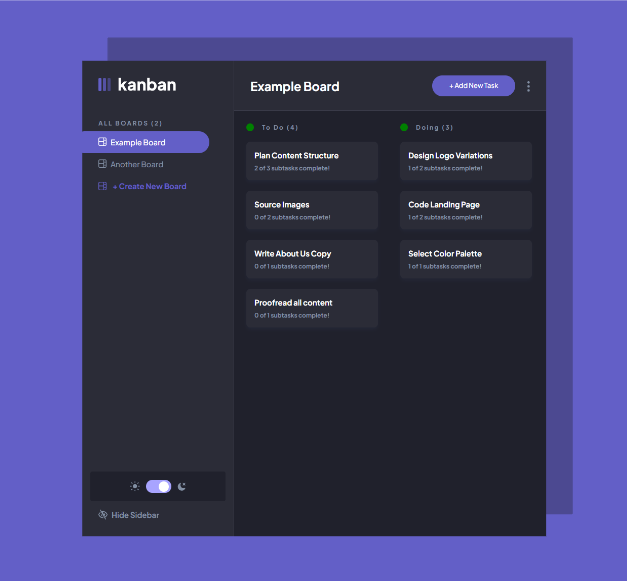 kanban
ALL BOARDS (2)
Example Board
Another Board
+ Create New Board
Hide Sidebar
Example Board
+ Add New Task
To Do (4)
Plan Content Structure
2 of 3 subtasks complete!
Source Images
0 of 2 subtasks complete!
Write About Us Copy
0 of 1 subtasks complete!
Proofread all content
0 of 1 subtasks complete!
Doing (3)
Design Logo Variations
1 of 2 subtasks complete!
Code Landing Page
1 of 2 subtasks complete!
Select Color Palette
1 of 1 subtasks complete!